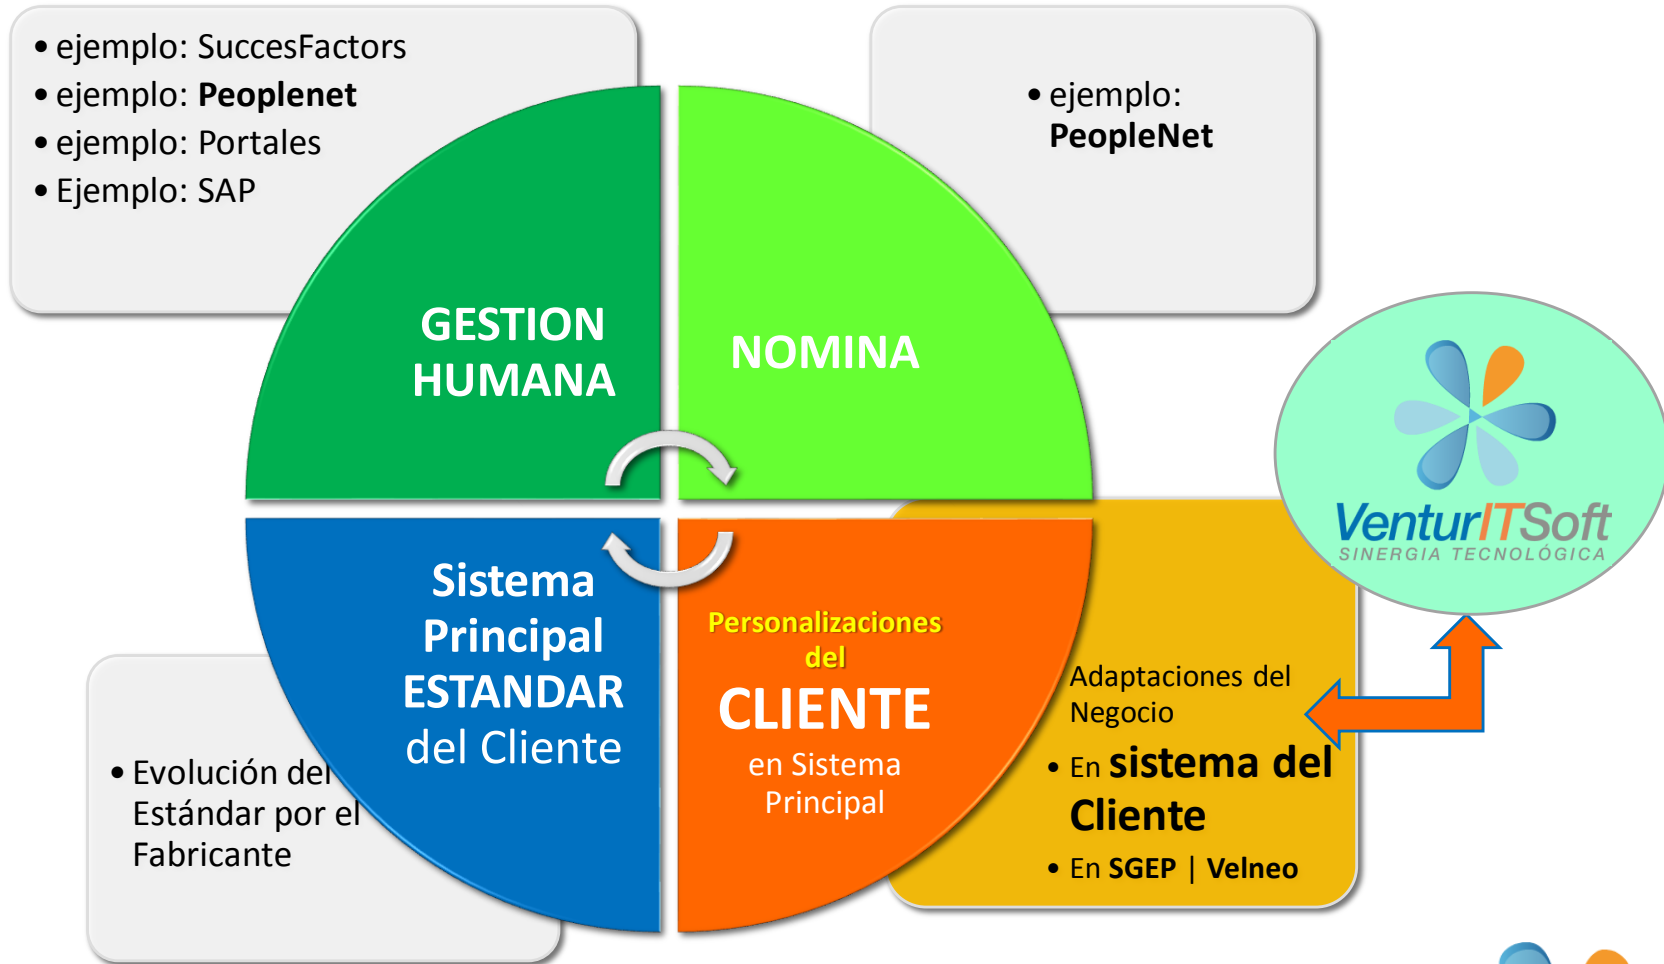 • ejemplo: SuccesFactors
• ejemplo: Peoplenet
• ejemplo: Portales
• Ejemplo: SAP
• ejemplo:
PeopleNet
GESTION
HUMANA
NOMINA
VenturITSoft
SINERGIA TECNOLÓGICA
Sistema
Principal
ESTANDAR
del Cliente
Personalizaciones
del
CLIENTE
en Sistema
Principal
Adaptaciones del
Negocio
• En sistema del
Cliente
• En SGEP | Velneo
• Evolución del
Estándar por el
Fabricante